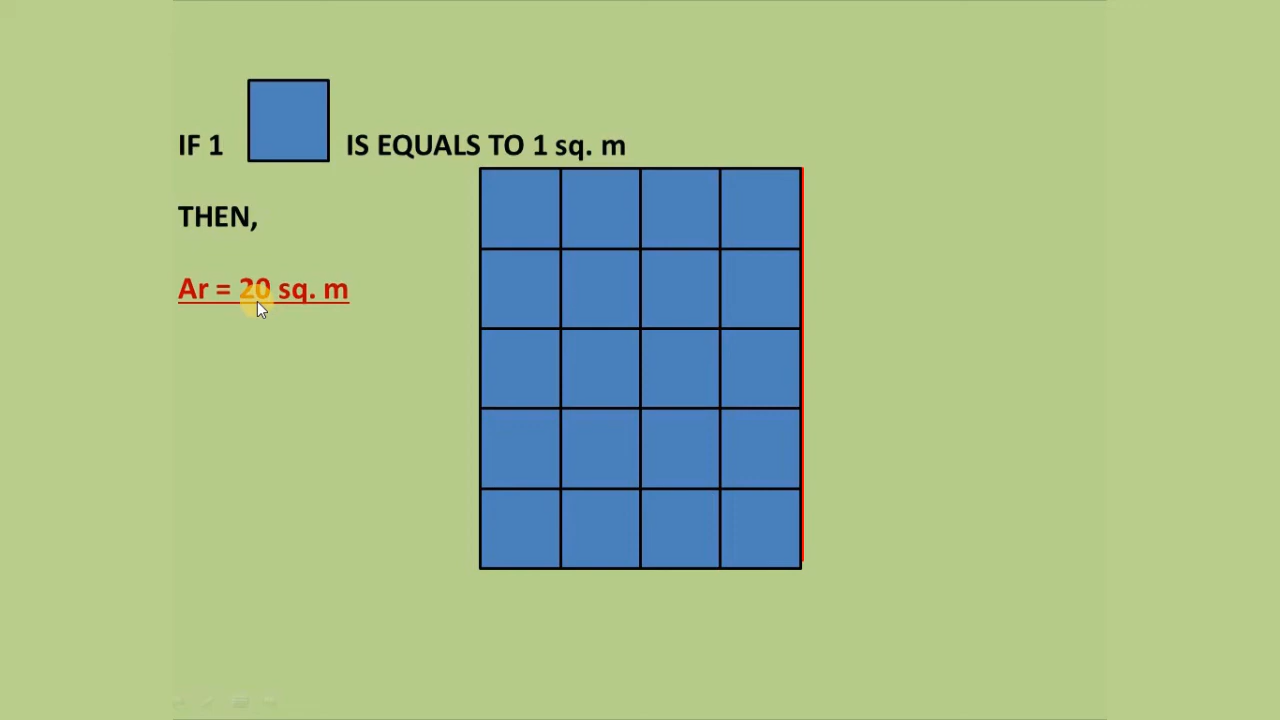 IF 1 IS EQUALS TO 1 sq. m
THEN,
Ar = 20 sq. m